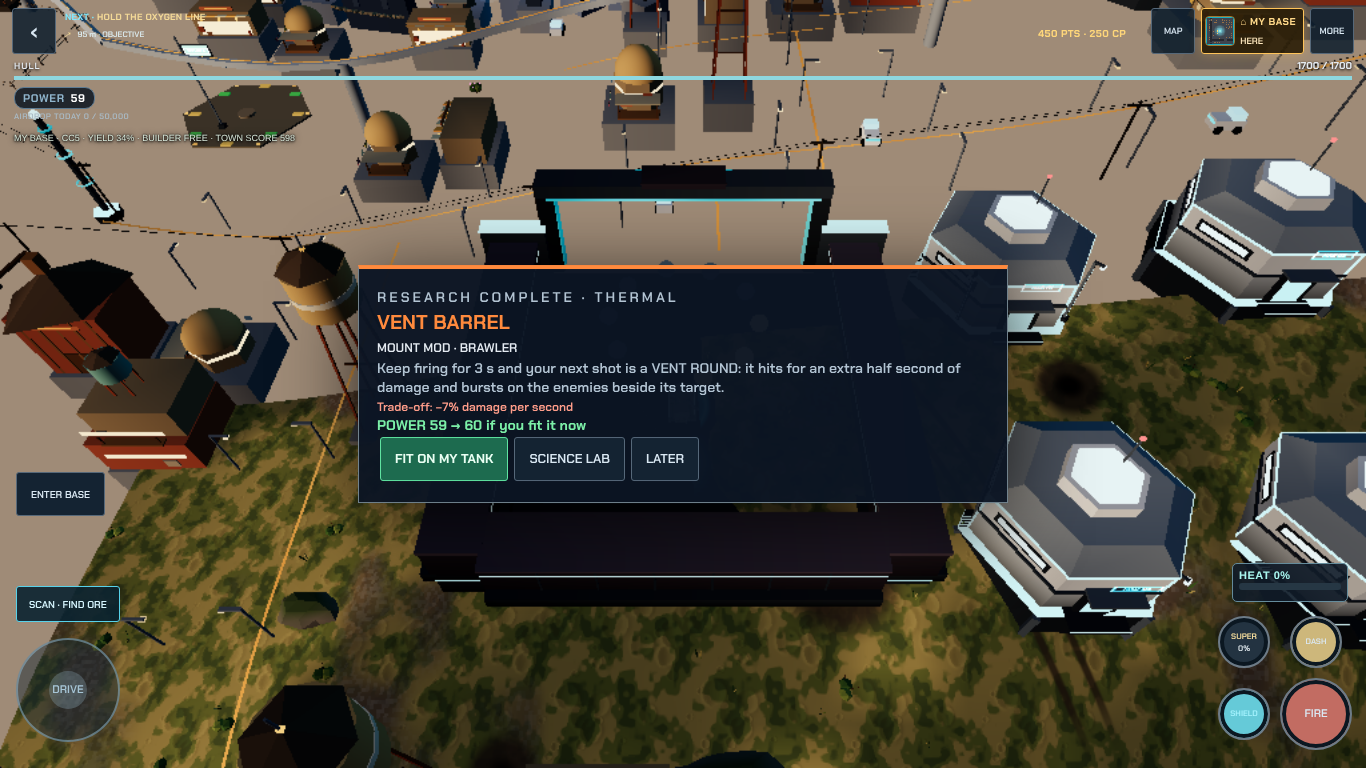 <
NEXT · HOLD THE OXYGEN LINE
95 m · OBJECTIVE
450 PTS · 250 CP
MAP
⌂ MY BASE
HERE
MORE
HULL
1700 / 1700
POWER 59
AIRDROP TODAY 0 / 50,000
MY BASE · CC5 · YIELD 34% · BUILDER FREE · TOWN SCORE 598
RESEARCH COMPLETE · THERMAL
VENT BARREL
MOUNT MOD · BRAWLER
Keep firing for 3 s and your next shot is a VENT ROUND: it hits for an extra half second of
damage and bursts on the enemies beside its target.
Trade-off: −7% damage per second
POWER 59 → 60 if you fit it now
FIT ON MY TANK
SCIENCE LAB
LATER
ENTER BASE
SCAN · FIND ORE
DRIVE
HEAT 0%
SUPER
0%
DASH
SHIELD
FIRE